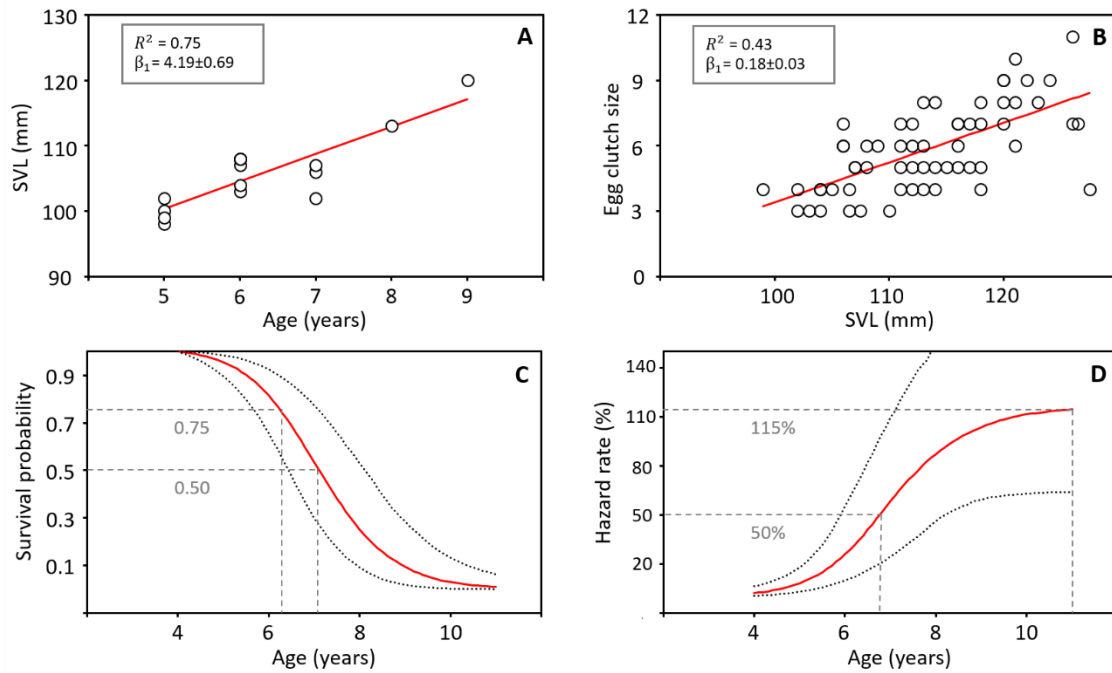 A
R² = 0.75
β₁= 4.19±0.69
130
120
110
100
90
SVL (mm)
5 6 7 8 9
Age (years)
B
R² = 0.43
β₁= 0.18±0.03
12
9
6
3
0
Egg clutch size
100 110 120
SVL (mm)
C
0.9
0.7
0.5
0.3
0.1
Survival probability
0.75
0.50
4 6 8 10
Age (years)
D
140
110
80
50
20
Hazard rate (%)
115%
50%
4 6 8 10
Age (years)